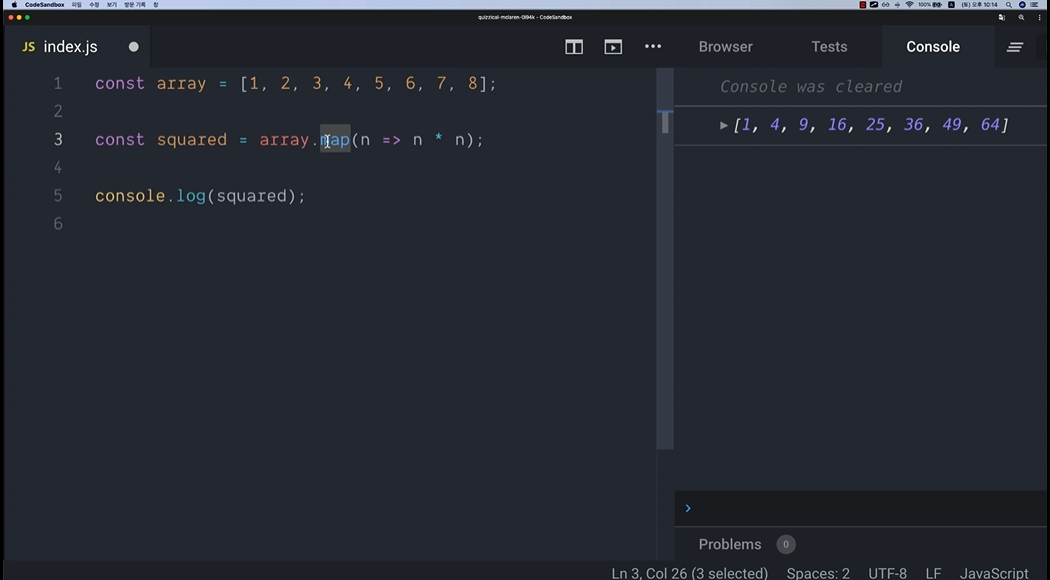 CodeSandbox 파일 수정 보기 방문 기록 창 100% (토) 오후 10:14
quizzical-mclaren-0l94k - CodeSandbox
JS index.js ●
Browser Tests Console
1 const array = [1, 2, 3, 4, 5, 6, 7, 8];
2
3 const squared = array.map(n => n * n);
4
5 console.log(squared);
6
Console was cleared
▶ [1, 4, 9, 16, 25, 36, 49, 64]
›
Problems 0
Ln 3, Col 26 (3 selected) Spaces: 2 UTF-8 LF JavaScript